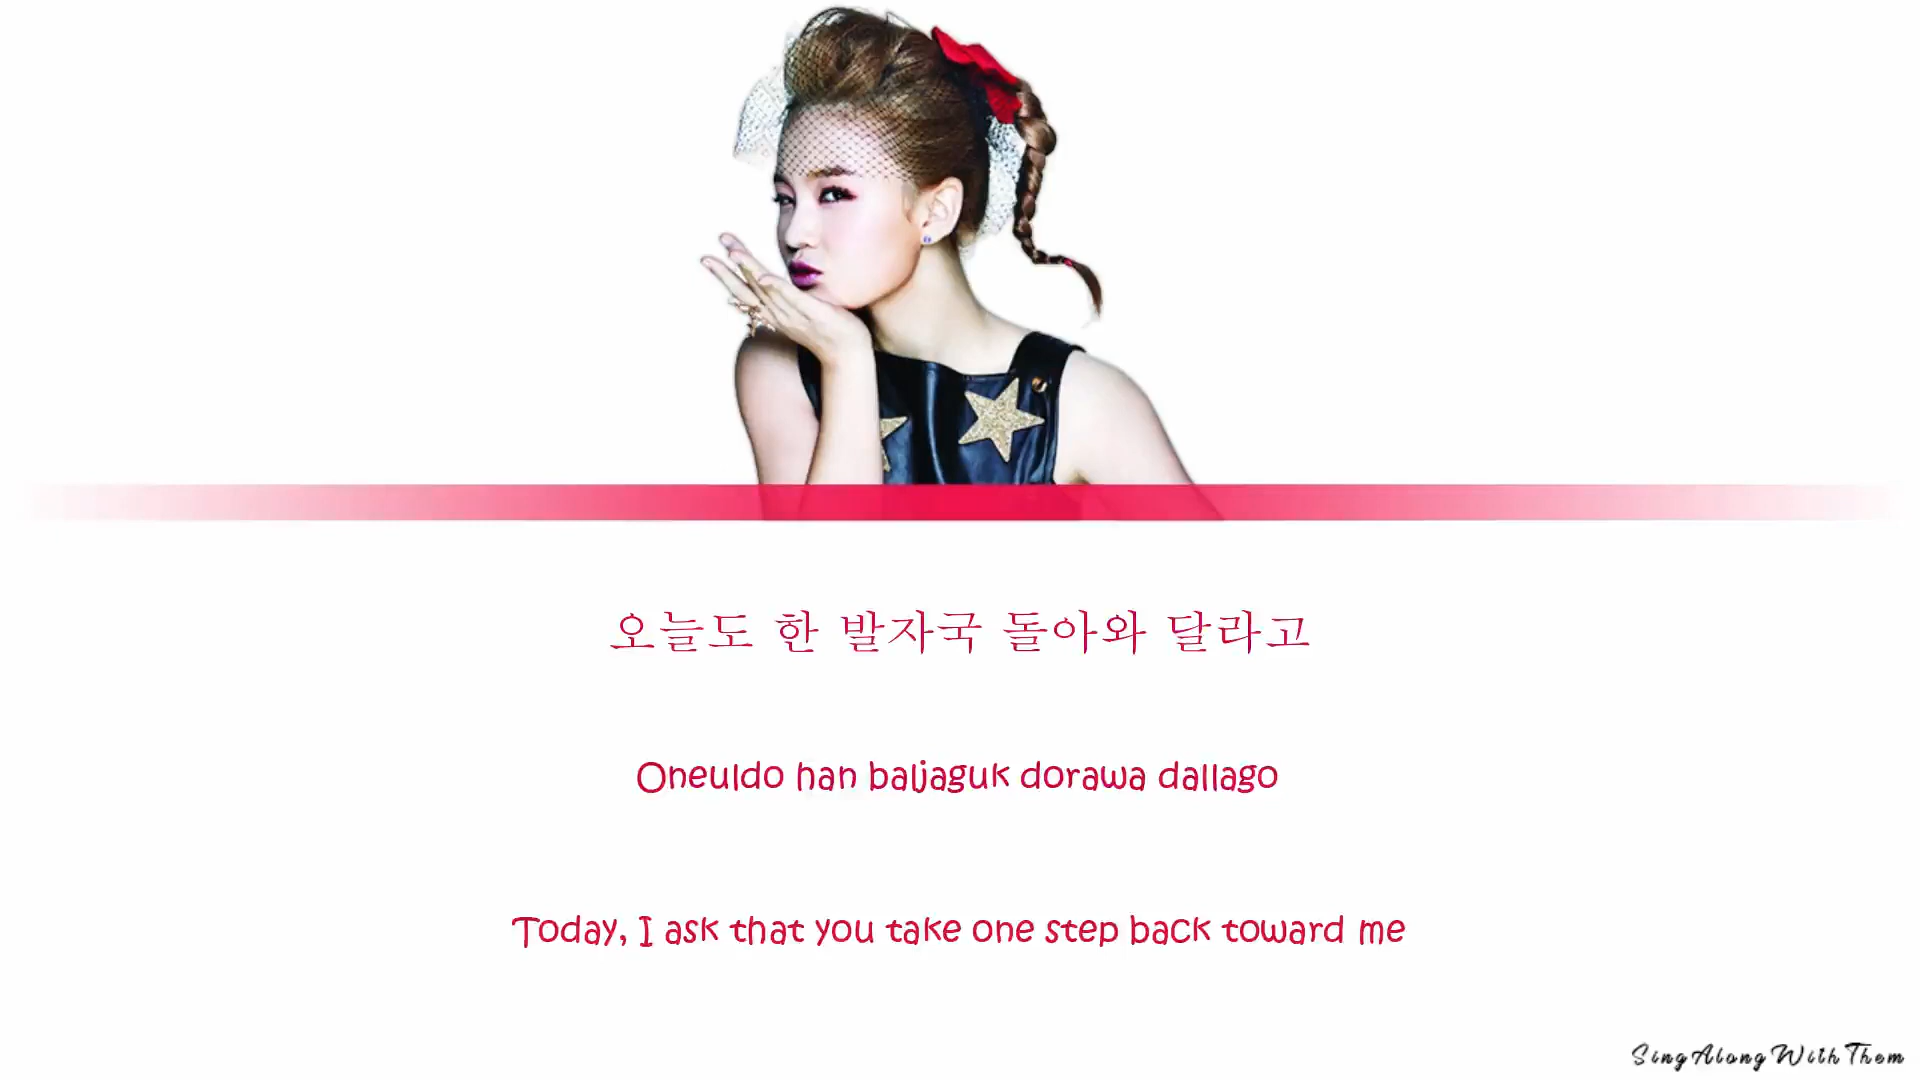 오늘도 한 발자국 돌아와 달라고
Oneuldo han baljaguk dorawa dallago
Today, I ask that you take one step back toward me
SingAlongWithThem